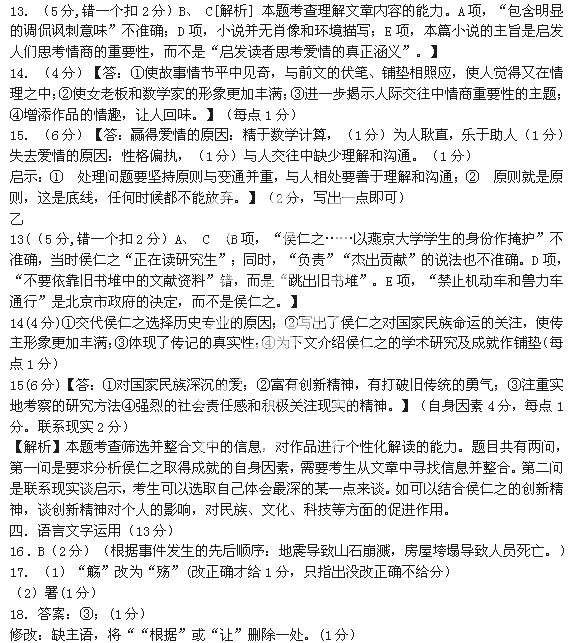 13. （5分,错一个扣2分）B、 C[解析] 本题考查理解文章内容的能力。A项，“包含明显
的调侃讽刺意味”不准确；D项，小说并无肖像和环境描写；E项，本篇小说的主旨是启发
人们思考情商的重要性，而不是“启发读者思考爱情的真正涵义”。】
14. （4分）【答：①使故事情节平中见奇，与前文的伏笔、铺垫相照应，使人觉得又在情
理之中；②使女老板和数学家的形象更加丰满；③进一步揭示人际交往中情商重要性的主题；
④增添作品的情趣，让人回味。】（每点1分）
15. （6分）【答：赢得爱情的原因：精于数学计算，（1分）为人耿直，乐于助人（1分）
失去爱情的原因：性格偏执，（1分）与人交往中缺少理解和沟通。（1分）
启示：① 处理问题要坚持原则与变通并重，与人相处要善于理解和沟通；② 原则就是原
则，这是底线，任何时候都不能放弃。】（2分，写出一点即可）
乙
13(（5分,错一个扣2分）A、 C （B项，“侯仁之……以燕京大学学生的身份作掩护”不
准确，当时侯仁之“正在读研究生”；同时，“负责”“杰出贡献”的说法也不准确。D项，
“不要依靠旧书堆中的文献资料”错，而是“跳出旧书堆”。E项，“禁止机动车和兽力车
通行”是北京市政府的决定，而不是侯仁之。】
14(4分)①交代侯仁之选择历史专业的原因；②写出了侯仁之对国家民族命运的关注，使传
主形象更加丰满；③体现了传记的真实性；④为下文介绍侯仁之的学术研究及成就作铺垫(每
点1分）
15(6分)【答：①对国家民族深沉的爱；②富有创新精神，有打破旧传统的勇气；③注重实
地考察的研究方法④强烈的社会责任感和积极关注现实的精神。】（自身因素4分，每点1
分。联系现实2分）
【解析】本题考查筛选并整合文中的信息，对作品进行个性化解读的能力。题目共有两问，
第一问是要求分析侯仁之取得成就的自身因素，需要考生从文章中寻找信息并整合。第二问
是联系现实谈启示，考生可以选取自己体会最深的某一点来谈。如可以结合侯仁之的创新精
神，谈创新精神对个人的影响，对民族、文化、科技等方面的促进作用。
四．语言文字运用（13分）
16．B（2分）（根据事件发生的先后顺序：地震导致山石崩溅，房屋垮塌导致人员死亡。）
17. （1）“觞”改为“殇”(改正确才给1分，只指出没改正确不给分）
（2）署(1分)
18．答案：③；(1分）
修改：缺主语，将““根据”或“让”删除一处。(1分）